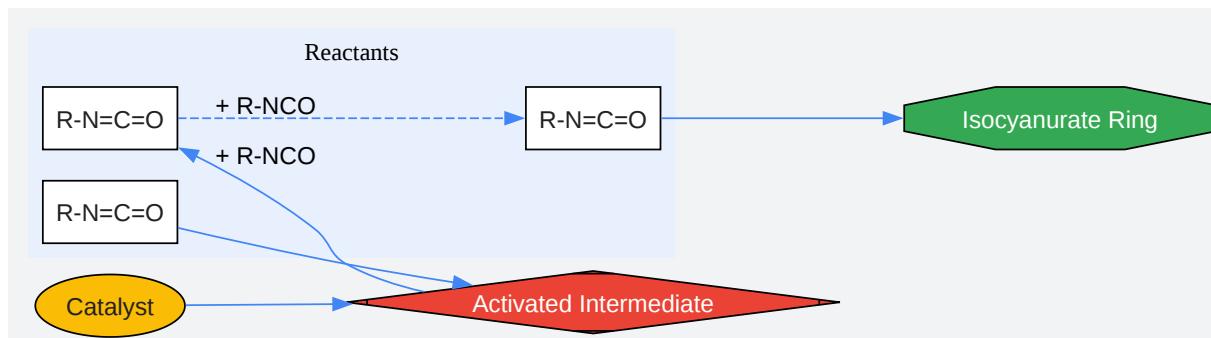 Reactants
R-N=C=O
+ R-NCO
R-N=C=O
Isocyanurate Ring
+ R-NCO
R-N=C=O
Catalyst
Activated Intermediate